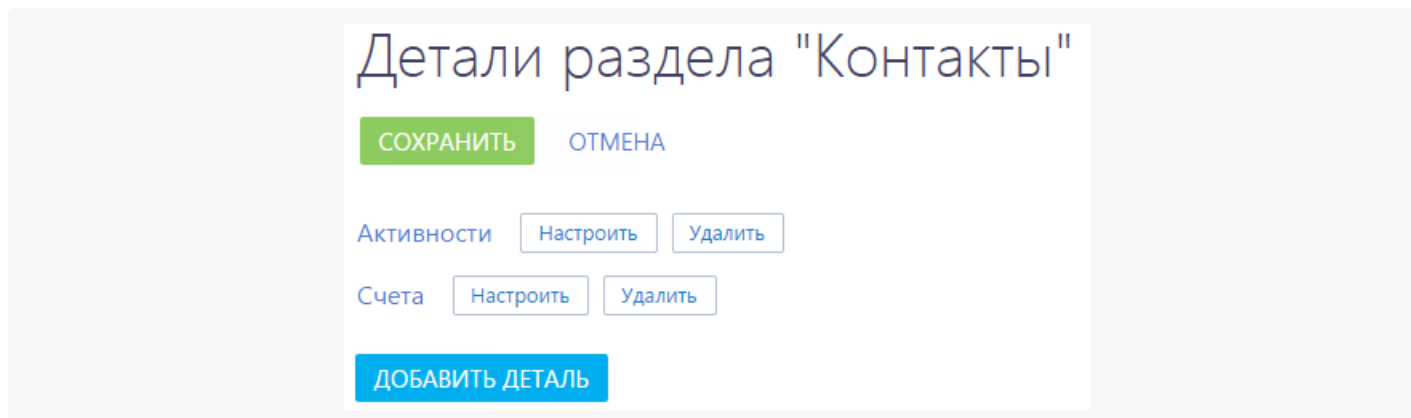 Детали раздела "Контакты"
СОХРАНИТЬ ОТМЕНА
Активности Настроить Удалить
Счета Настроить Удалить
ДОБАВИТЬ ДЕТАЛЬ